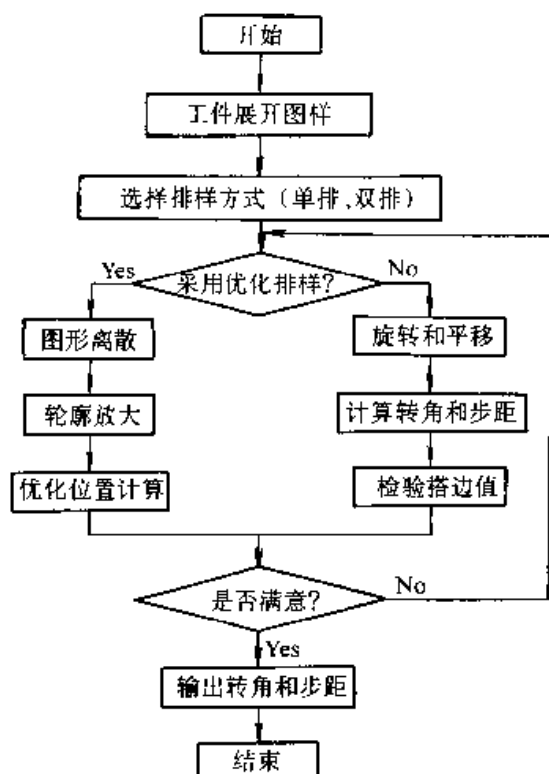 开始
工件展开图样
选择排样方式（单排、双排）
Yes
采用优化排样?
No
图形离散
旋转和平移
轮廓放大
计算转角和步距
优化位置计算
检验搭边值
是否满意?
No
Yes
输出转角和步距
结束